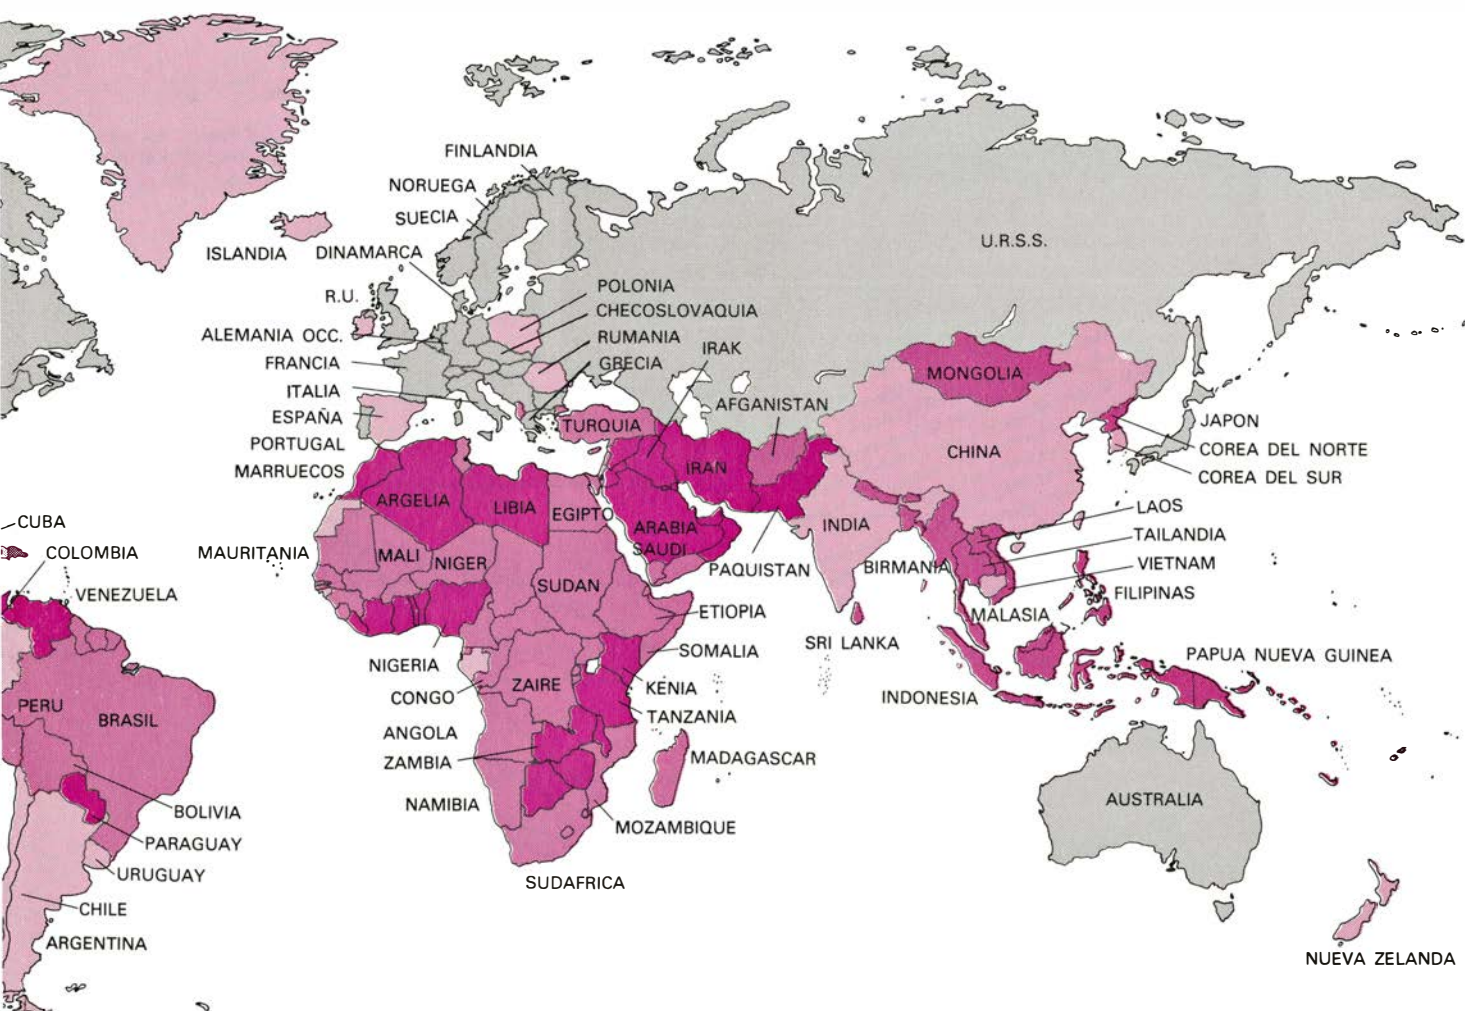 FINLANDIA
NORUEGA
SUECIA
U.R.S.S.
ISLANDIA
DINAMARCA
POLONIA
R.U.
CHECOSLOVAQUIA
ALEMANIA OCC.
RUMANIA
IRAK
FRANCIA
GRECIA
MONGOLIA
ITALIA
AFGANISTAN
ESPAÑA
TURQUIA
JAPON
PORTUGAL
CHINA
COREA DEL NORTE
MARRUECOS
IRAN
COREA DEL SUR
ARGELIA
LIBIA
EGIPTO
LAOS
CUBA
ARABIA
SAUDI
INDIA
TAILANDIA
COLOMBIA
MAURITANIA
MALI
NIGER
PAQUISTAN
BIRMANIA
VIETNAM
SUDAN
VENEZUELA
FILIPINAS
ETIOPIA
MALASIA
SRI LANKA
NIGERIA
SOMALIA
PAPUA NUEVA GUINEA
CONGO
ZAIRE
KENIA
INDONESIA
PERU
BRASIL
TANZANIA
ANGOLA
ZAMBIA
MADAGASCAR
NAMIBIA
AUSTRALIA
BOLIVIA
MOZAMBIQUE
PARAGUAY
URUGUAY
SUDAFRICA
CHILE
ARGENTINA
NUEVA ZELANDA